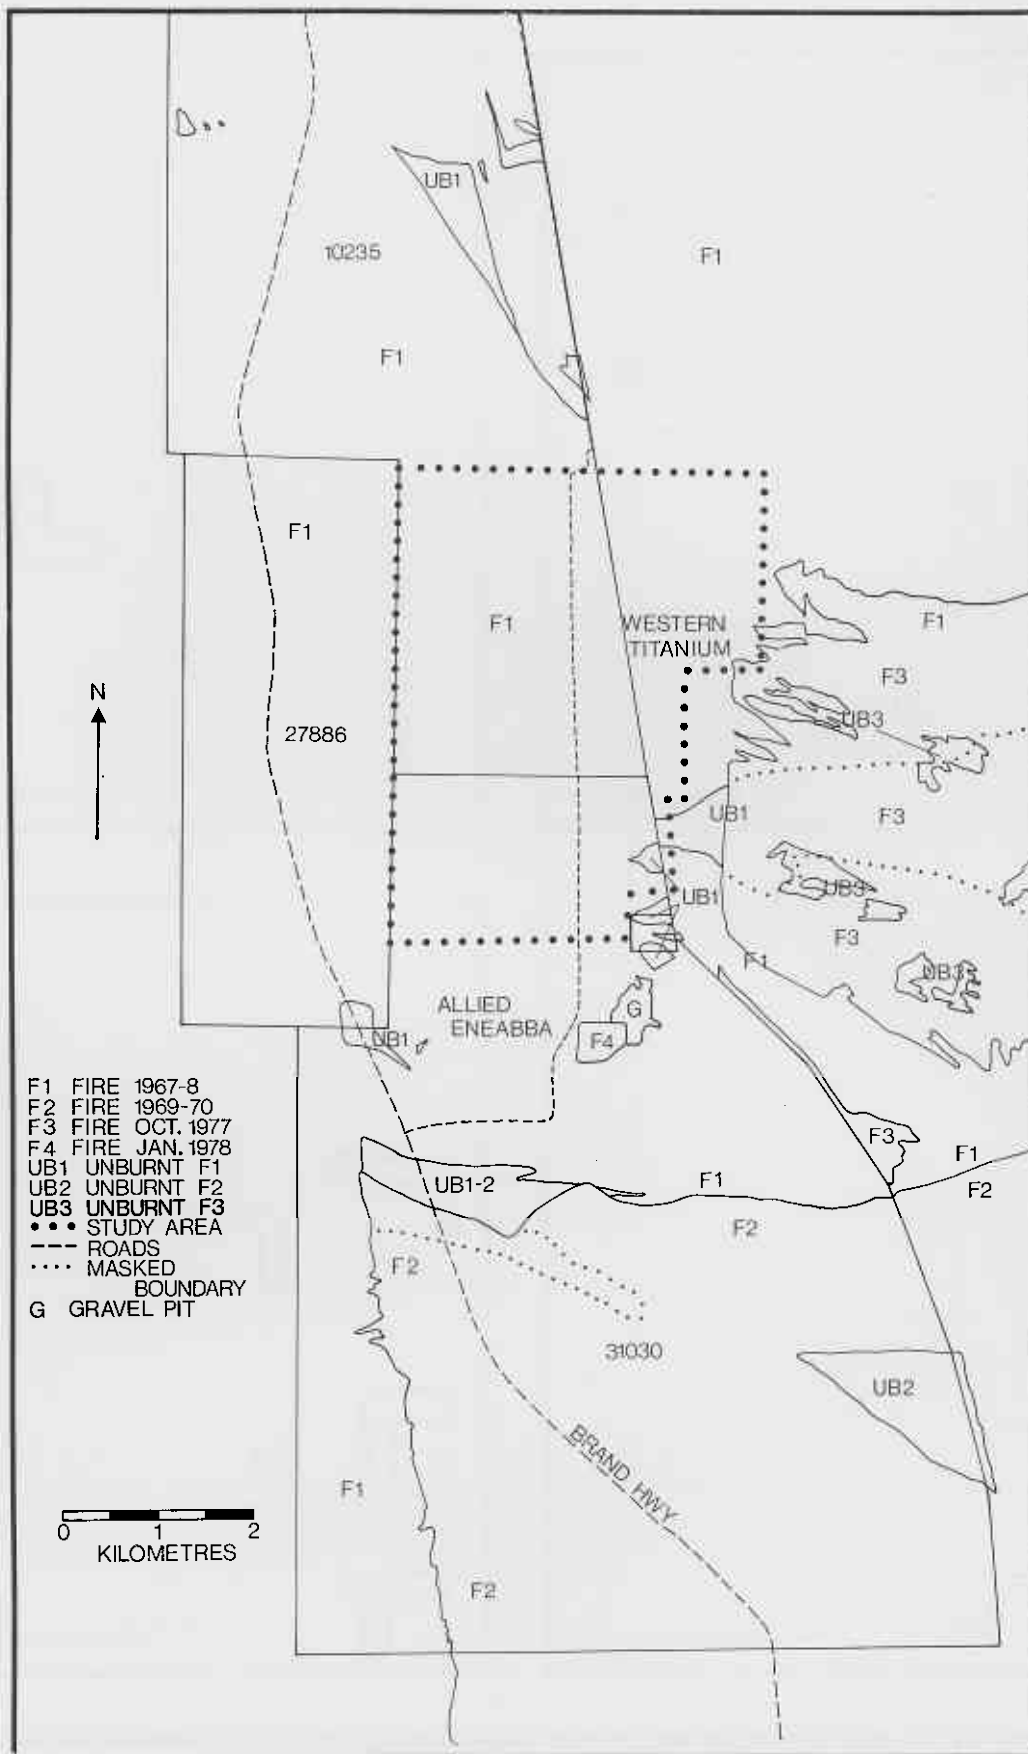 UB1
10235
F1
F1
F1
F1
WESTERN
TITANIUM
F1
F3
N
UB3
27886
UB1
F3
UB3
UB1
F3
F1
UB3
ALLIED
ENEABBA
G
F4
UB1
F1 FIRE 1967-8
F2 FIRE 1969-70
F3 FIRE OCT. 1977
F4 FIRE JAN. 1978
UB1 UNBURNT F1
UB2 UNBURNT F2
UB3 UNBURNT F3
STUDY AREA
ROADS
MASKED
BOUNDARY
G GRAVEL PIT
F3
F1
UB1-2
F1
F2
F2
F2
31030
UB2
BRAND HWY
F1
0 1 2
KILOMETRES
F2